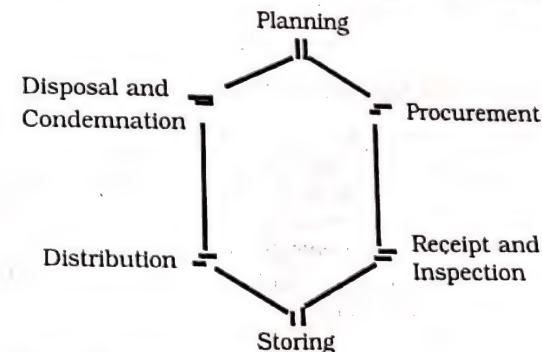 Planning
Disposal and
Condemnation
Procurement
Distribution
Receipt and
Inspection
Storing